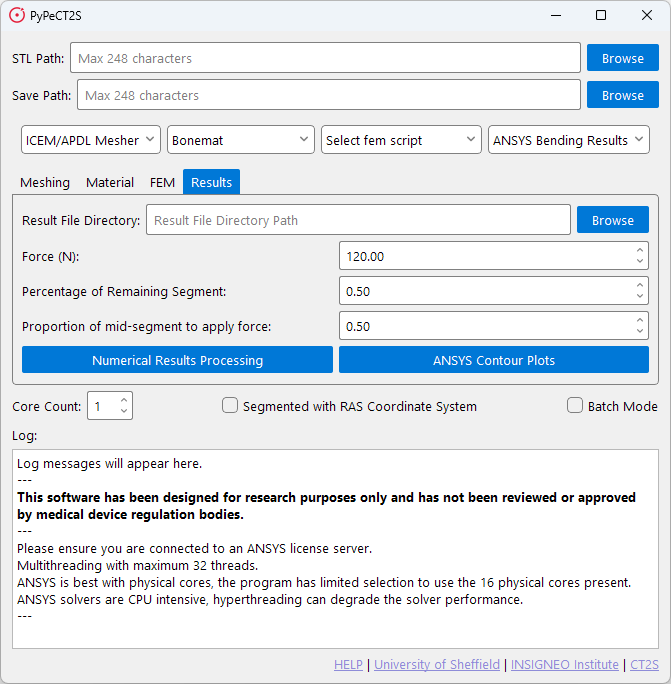 PyPeCT2S
STL Path: Max 248 characters Browse
Save Path: Max 248 characters Browse
ICEM/APDL Mesher Bonemat Select fem script ANSYS Bending Results
Meshing Material FEM Results
Result File Directory: Result File Directory Path Browse
Force (N): 120.00
Percentage of Remaining Segment: 0.50
Proportion of mid-segment to apply force: 0.50
Numerical Results Processing ANSYS Contour Plots
Core Count: 1 Segmented with RAS Coordinate System Batch Mode
Log:
Log messages will appear here.
---
This software has been designed for research purposes only and has not been reviewed or approved
by medical device regulation bodies.
---
Please ensure you are connected to an ANSYS license server.
Multithreading with maximum 32 threads.
ANSYS is best with physical cores, the program has limited selection to use the 16 physical cores present.
ANSYS solvers are CPU intensive, hyperthreading can degrade the solver performance.
---
HELP | University of Sheffield | INSIGNEO Institute | CT2S